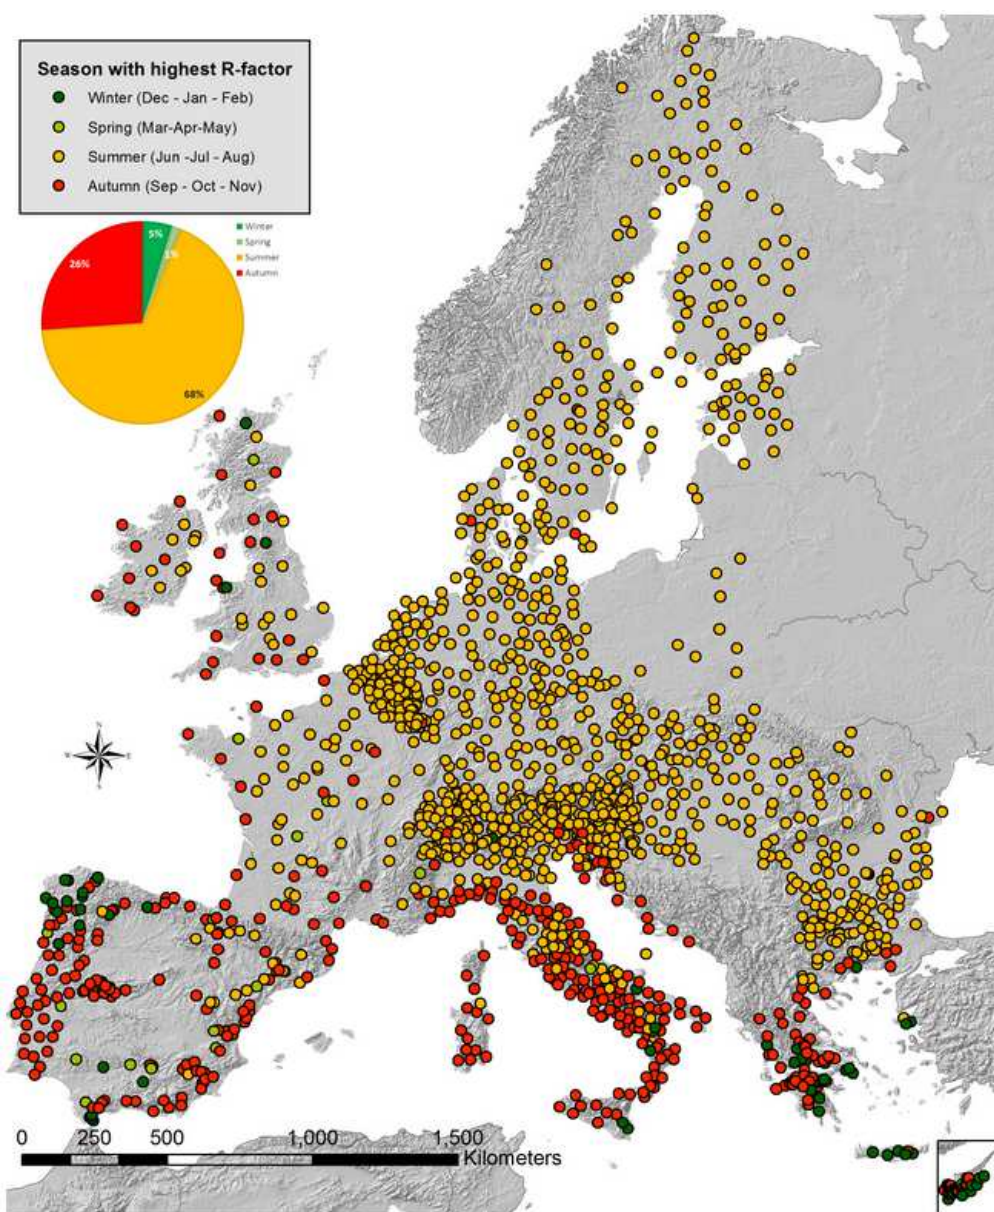 Season with highest R-factor
Winter (Dec - Jan - Feb)
Spring (Mar-Apr-May)
Summer (Jun -Jul - Aug)
Autumn (Sep - Oct - Nov)
5%
1%
26%
68%
Winter
Spring
Summer
Autumn
0 250 500 1,000 1,500
Kilometers